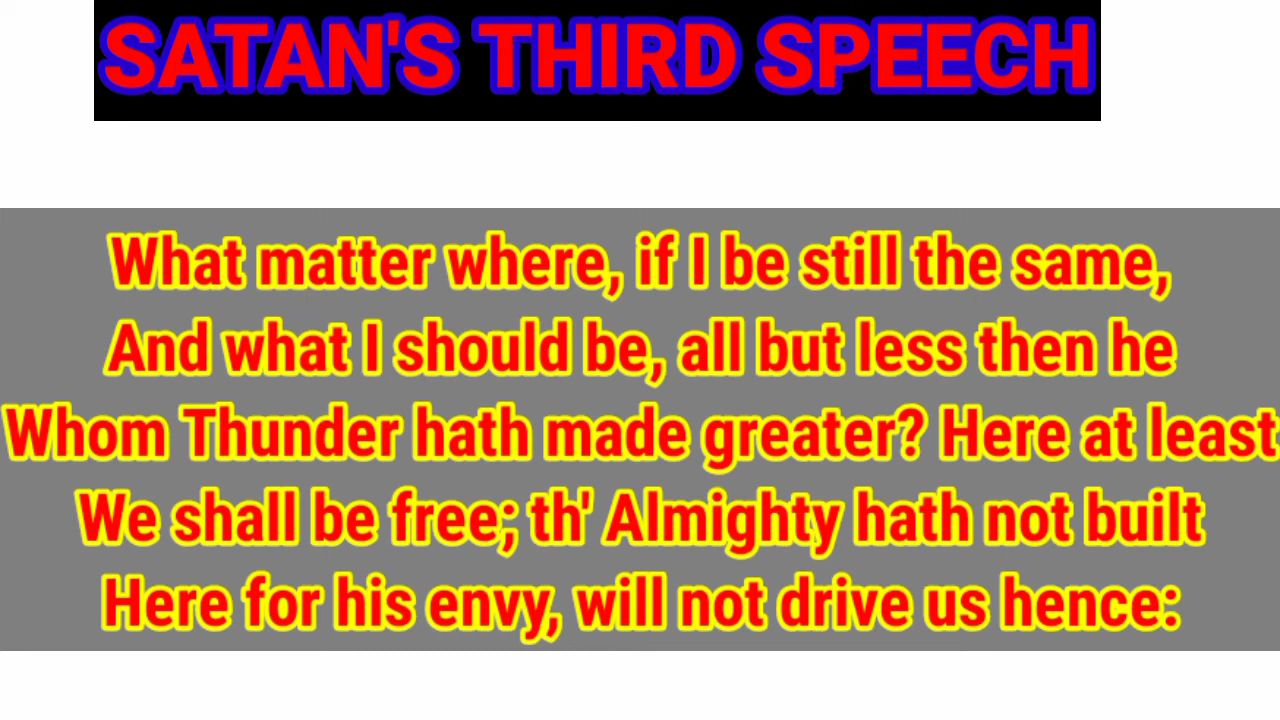 SATAN'S THIRD SPEECH
What matter where, if I be still the same,
And what I should be, all but less then he
Whom Thunder hath made greater? Here at least
We shall be free; th' Almighty hath not built
Here for his envy, will not drive us hence: